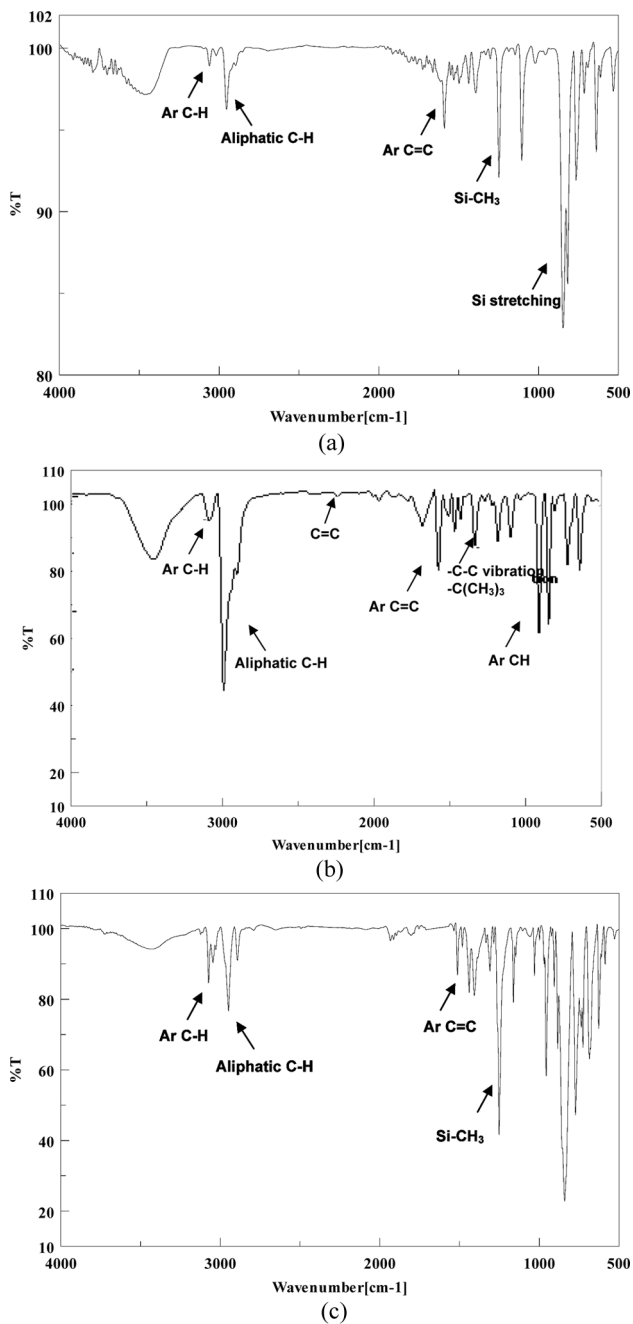 102
100
Ar C-H
Aliphatic C-H
Ar C=C
Si-CH₃
90
%T
Si stretching
80
4000 3000 2000 1000 500
Wavenumber[cm-1]
(a)
110
100
C=C
Ar C-H
80
-C-C vibration
Ar C=C
-C(CH₃)₃
%T
60
Aliphatic C-H
Ar CH
40
20
10
4000 3000 2000 1000 500
Wavenumber[cm-1]
(b)
110
100
80
Ar C-H
Ar C=C
Aliphatic C-H
%T
60
Si-CH₃
40
20
10
4000 3000 2000 1000 500
Wavenumber[cm-1]
(c)